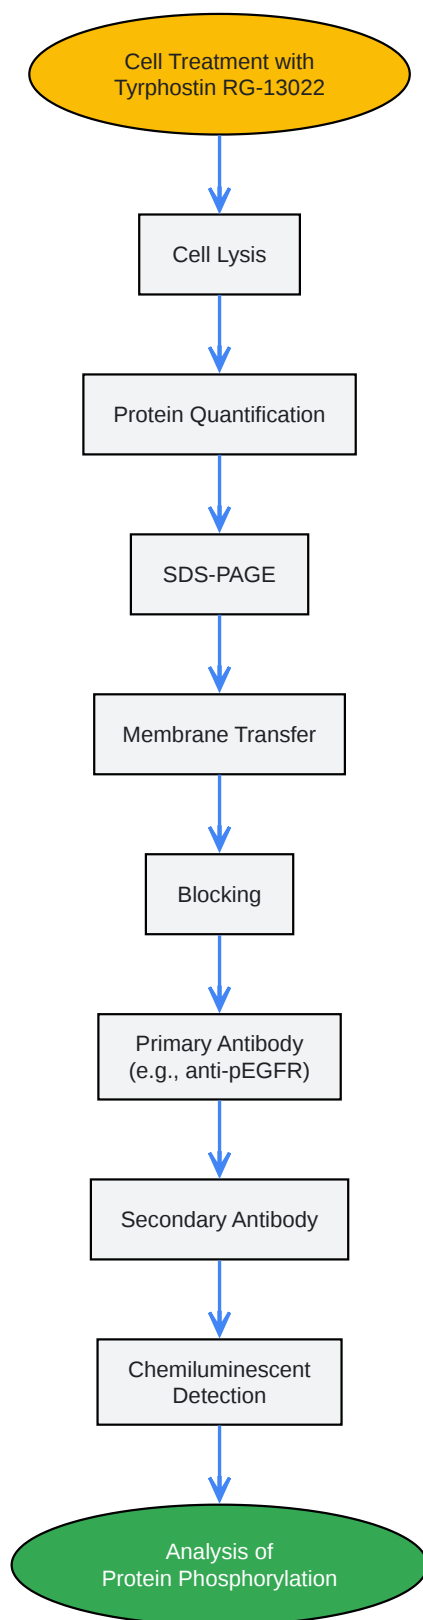 Cell Treatment with
Tyrphostin RG-13022
Cell Lysis
Protein Quantification
SDS-PAGE
Membrane Transfer
Blocking
Primary Antibody
(e.g., anti-pEGFR)
Secondary Antibody
Chemiluminescent
Detection
Analysis of
Protein Phosphorylation